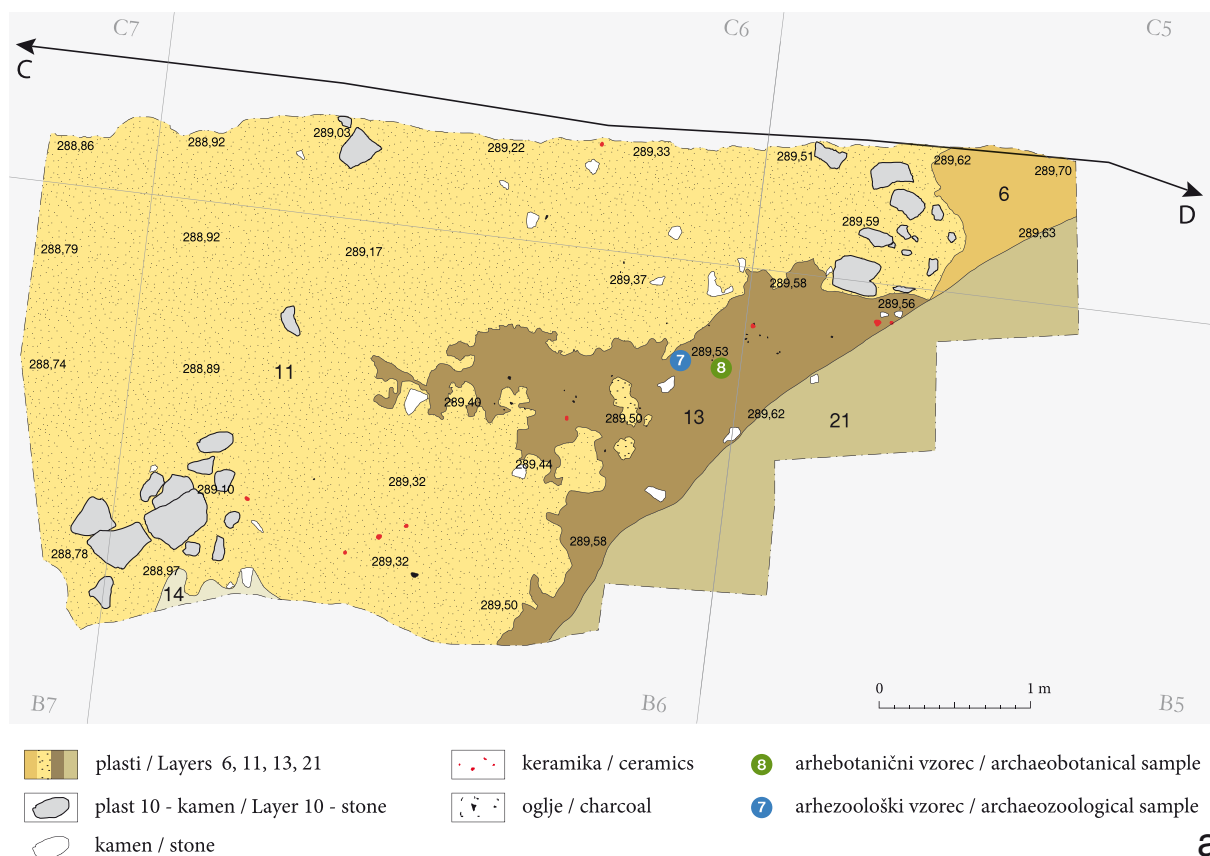 C7 C6 C5
C
D
288,86 288,92 289,03 289,22 289,33 289,51 289,62 289,70
6
288,79 288,92 289,17 289,59 289,63
289,37 289,58 289,56
288,74 288,89 11 7 289,53 8
289,40 289,50 13 289,62 21
289,44
289,10 289,32
288,78 288,97 289,32 289,58
14 289,50
B7 B6 B5
0 1 m
plasti / Layers 6, 11, 13, 21
plast 10 - kamen / Layer 10 - stone
kamen / stone
keramika / ceramics
oglje / charcoal
8 arhebotanični vzorec / archaeobotanical sample
7 arhezoološki vzorec / archaeozoological sample
a